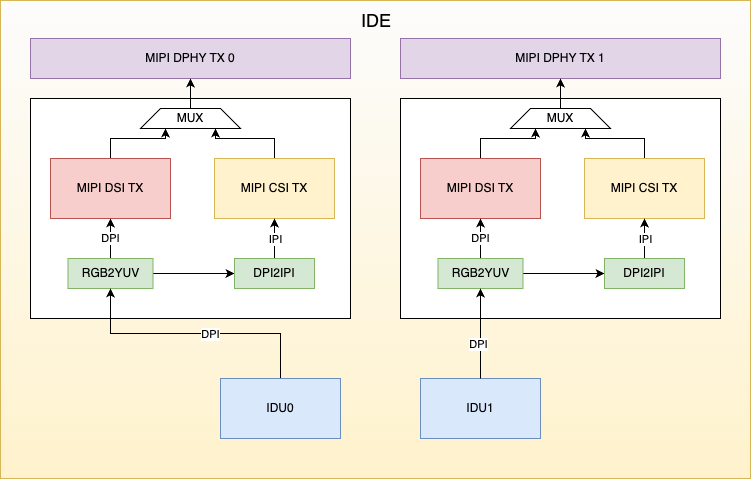 IDE
MIPI DPHY TX 0
MIPI DPHY TX 1
MUX
MUX
MIPI DSI TX
MIPI CSI TX
MIPI DSI TX
MIPI CSI TX
DPI
IPI
DPI
IPI
RGB2YUV
DPI2IPI
RGB2YUV
DPI2IPI
DPI
DPI
IDU0
IDU1